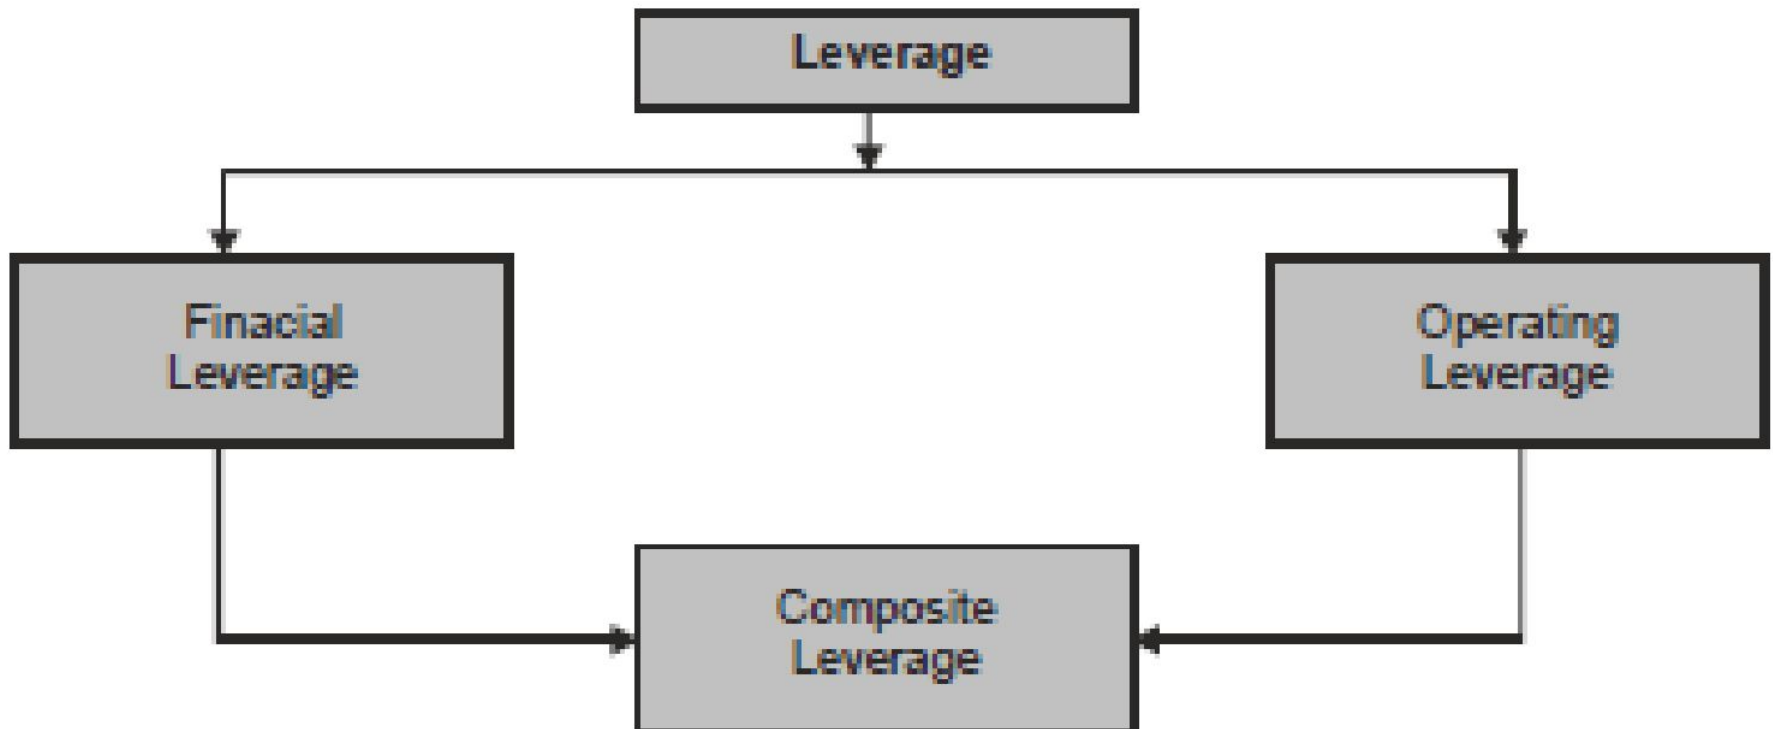 Leverage
Finacial
Leverage
Operating
Leverage
Composite
Leverage